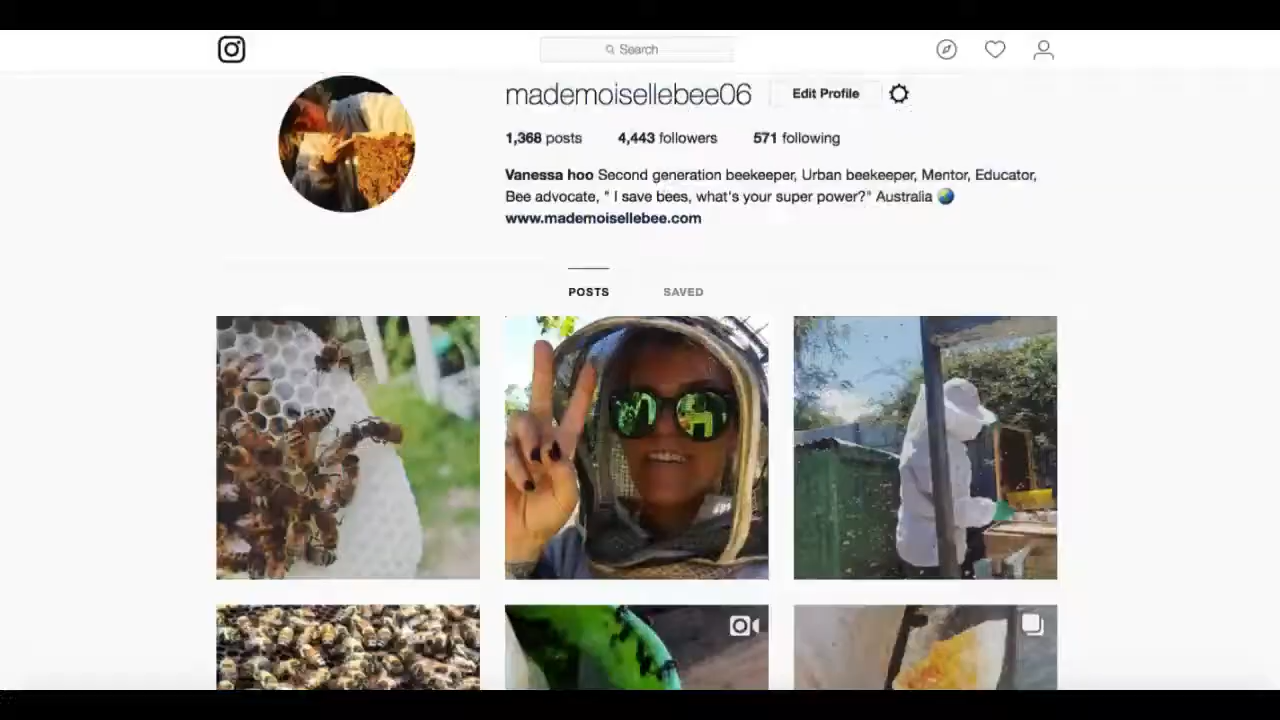 Search
mademoisellebee06 Edit Profile
1,368 posts 4,443 followers 571 following
Vanessa hoo Second generation beekeeper, Urban beekeeper, Mentor, Educator,
Bee advocate, " I save bees, what's your super power?" Australia 🌏
www.mademoisellebee.com
POSTS SAVED